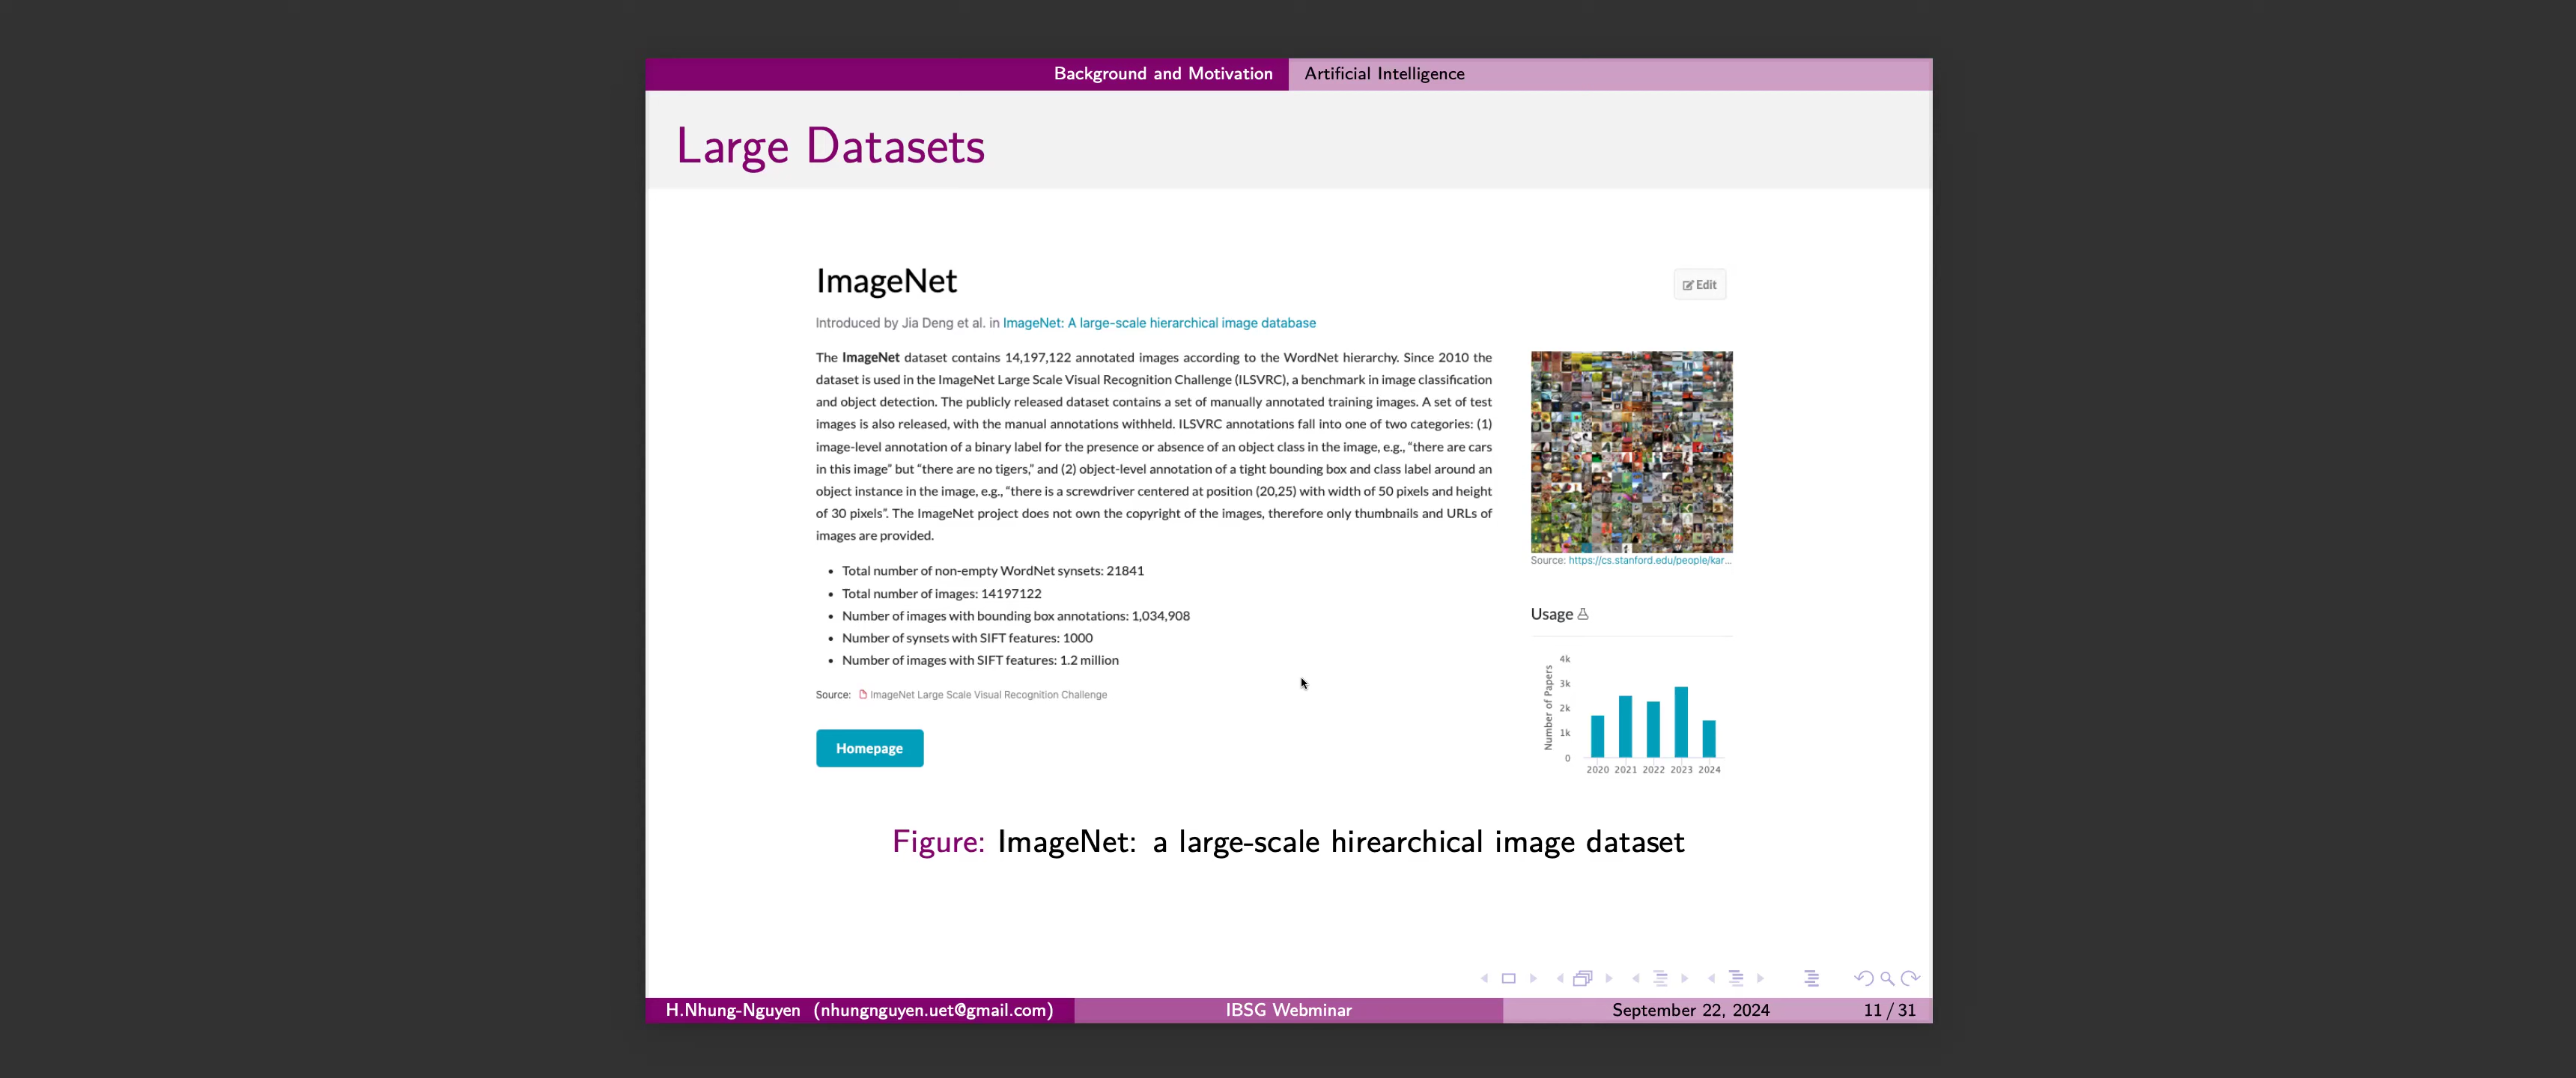 Background and Motivation
Artificial Intelligence
Large Datasets
ImageNet
Edit
Introduced by Jia Deng et al. in ImageNet: A large-scale hierarchical image database
The ImageNet dataset contains 14,197,122 annotated images according to the WordNet hierarchy. Since 2010 the
dataset is used in the ImageNet Large Scale Visual Recognition Challenge (ILSVRC), a benchmark in image classification
and object detection. The publicly released dataset contains a set of manually annotated training images. A set of test
images is also released, with the manual annotations withheld. ILSVRC annotations fall into one of two categories: (1)
image-level annotation of a binary label for the presence or absence of an object class in the image, e.g., “there are cars
in this image” but “there are no tigers,” and (2) object-level annotation of a tight bounding box and class label around an
object instance in the image, e.g., “there is a screwdriver centered at position (20,25) with width of 50 pixels and height
of 30 pixels”. The ImageNet project does not own the copyright of the images, therefore only thumbnails and URLs of
images are provided.
• Total number of non-empty WordNet synsets: 21841
• Total number of images: 14197122
• Number of images with bounding box annotations: 1,034,908
• Number of synsets with SIFT features: 1000
• Number of images with SIFT features: 1.2 million
Source: ImageNet Large Scale Visual Recognition Challenge
Homepage
Source: https://cs.stanford.edu/people/kar...
Usage
Number of Papers
4k
3k
2k
1k
0
2020 2021 2022 2023 2024
Figure: ImageNet: a large-scale hirearchical image dataset
H.Nhung-Nguyen (nhungnguyen.uet@gmail.com)
IBSG Webminar
September 22, 2024
11 / 31